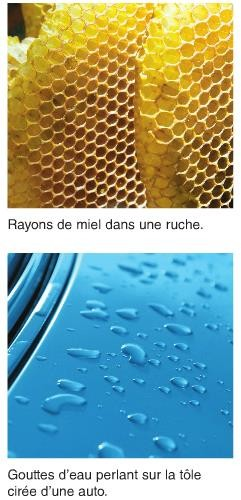 Rayons de miel dans une ruche.
Gouttes d'eau perlant sur la tôle
cirée d'une auto.